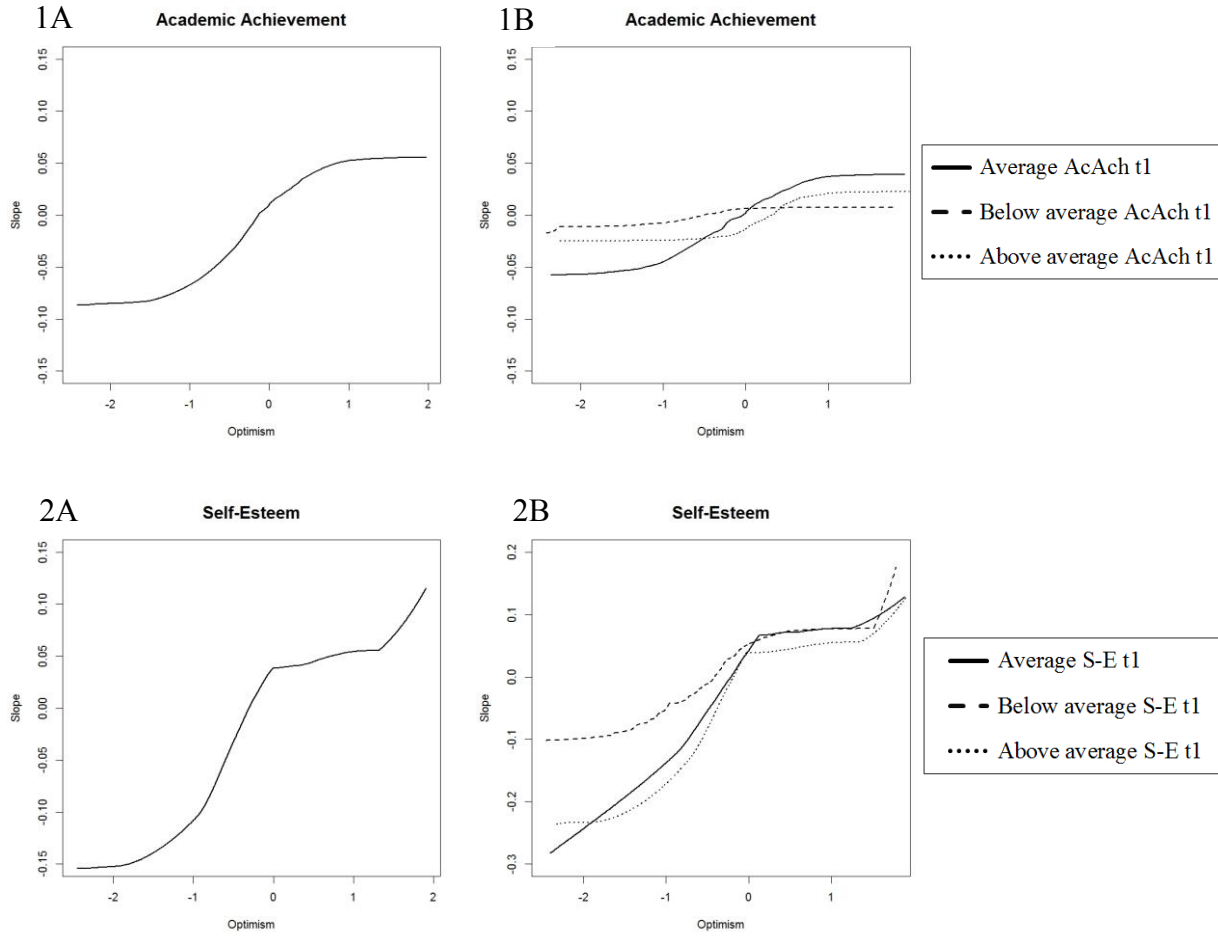 1A
Academic Achievement
0.15
0.10
0.05
0.00
-0.05
-0.10
-0.15
Slope
-2
-1
0
1
2
Optimism
1B
Academic Achievement
0.15
0.10
0.05
0.00
-0.05
-0.10
-0.15
Slope
-2
-1
0
1
Optimism
Average AcAch t1
Below average AcAch t1
Above average AcAch t1
2A
Self-Esteem
0.15
0.10
0.05
0.00
-0.05
-0.10
-0.15
Slope
-2
-1
0
1
2
Optimism
2B
Self-Esteem
0.2
0.1
0.0
-0.1
-0.2
-0.3
Slope
-2
-1
0
1
Optimism
Average S-E t1
Below average S-E t1
Above average S-E t1